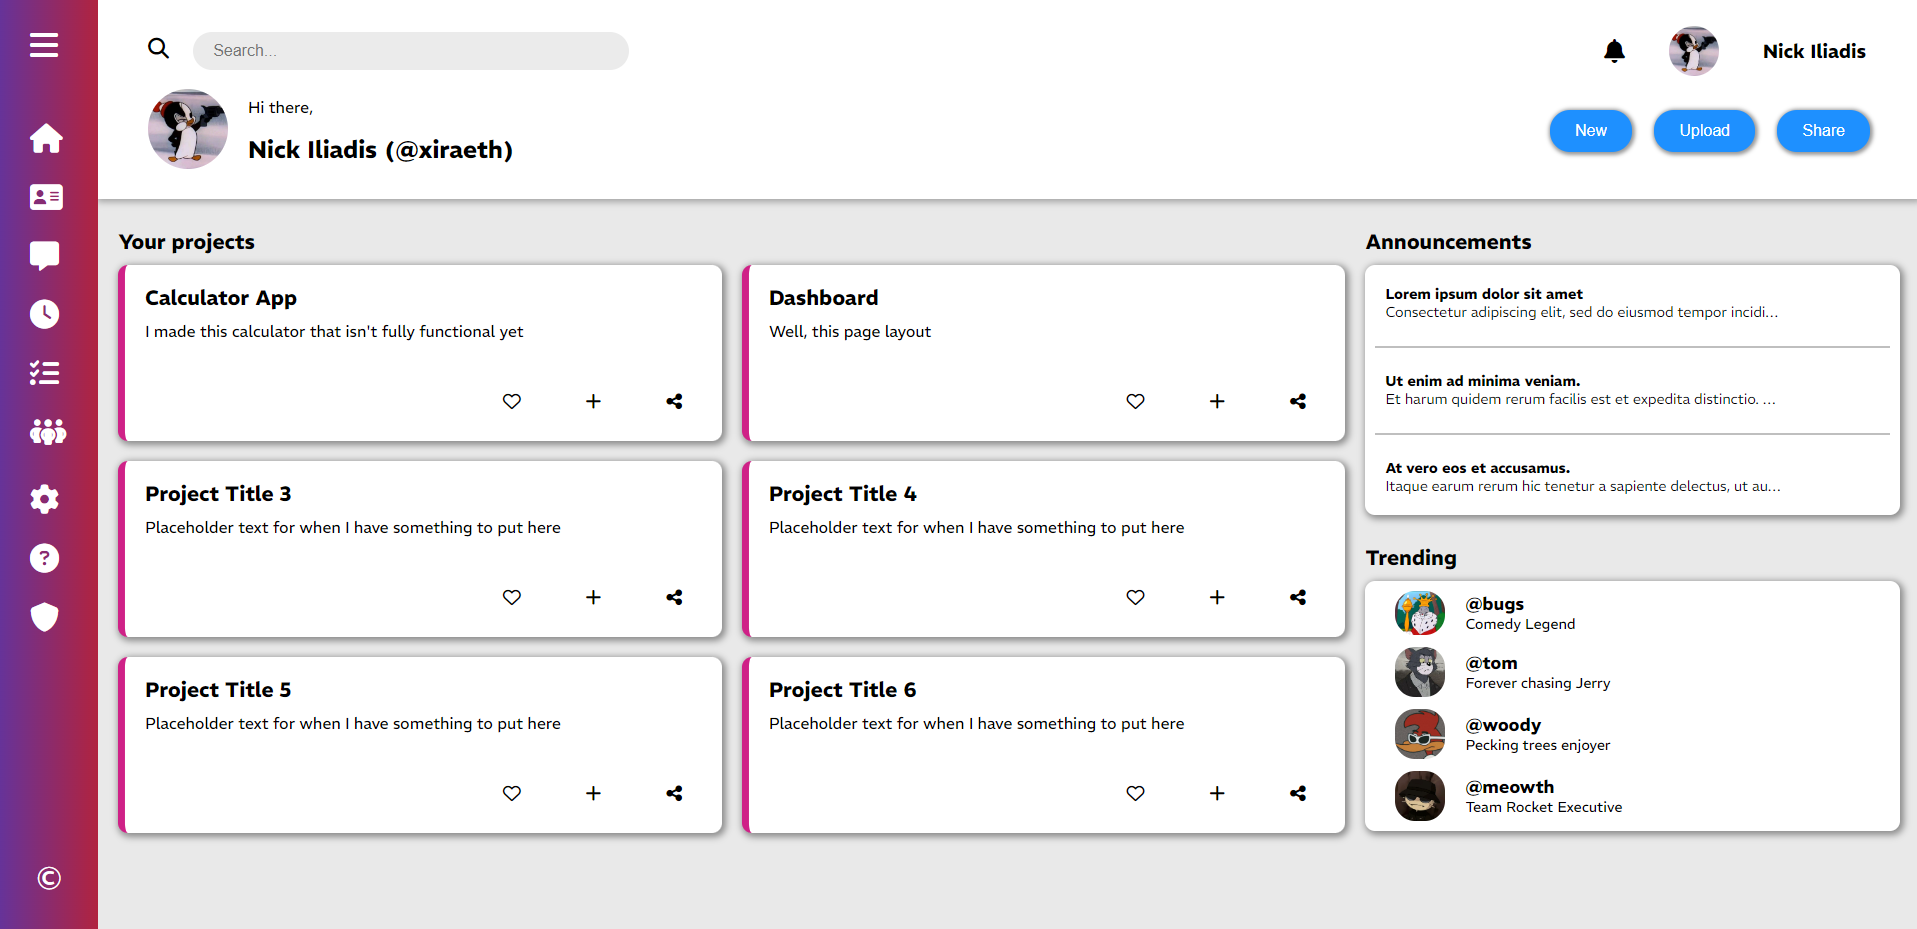 Search...
Nick Iliadis
Hi there,
Nick Iliadis (@xiraeth)
New
Upload
Share
Your projects
Calculator App
I made this calculator that isn't fully functional yet
Dashboard
Well, this page layout
Project Title 3
Placeholder text for when I have something to put here
Project Title 4
Placeholder text for when I have something to put here
Project Title 5
Placeholder text for when I have something to put here
Project Title 6
Placeholder text for when I have something to put here
Announcements
Lorem ipsum dolor sit amet
Consectetur adipiscing elit, sed do eiusmod tempor incidi...
Ut enim ad minima veniam.
Et harum quidem rerum facilis est et expedita distinctio. ...
At vero eos et accusamus.
Itaque earum rerum hic tenetur a sapiente delectus, ut au...
Trending
@bugs
Comedy Legend
@tom
Forever chasing Jerry
@woody
Pecking trees enjoyer
@meowth
Team Rocket Executive
©